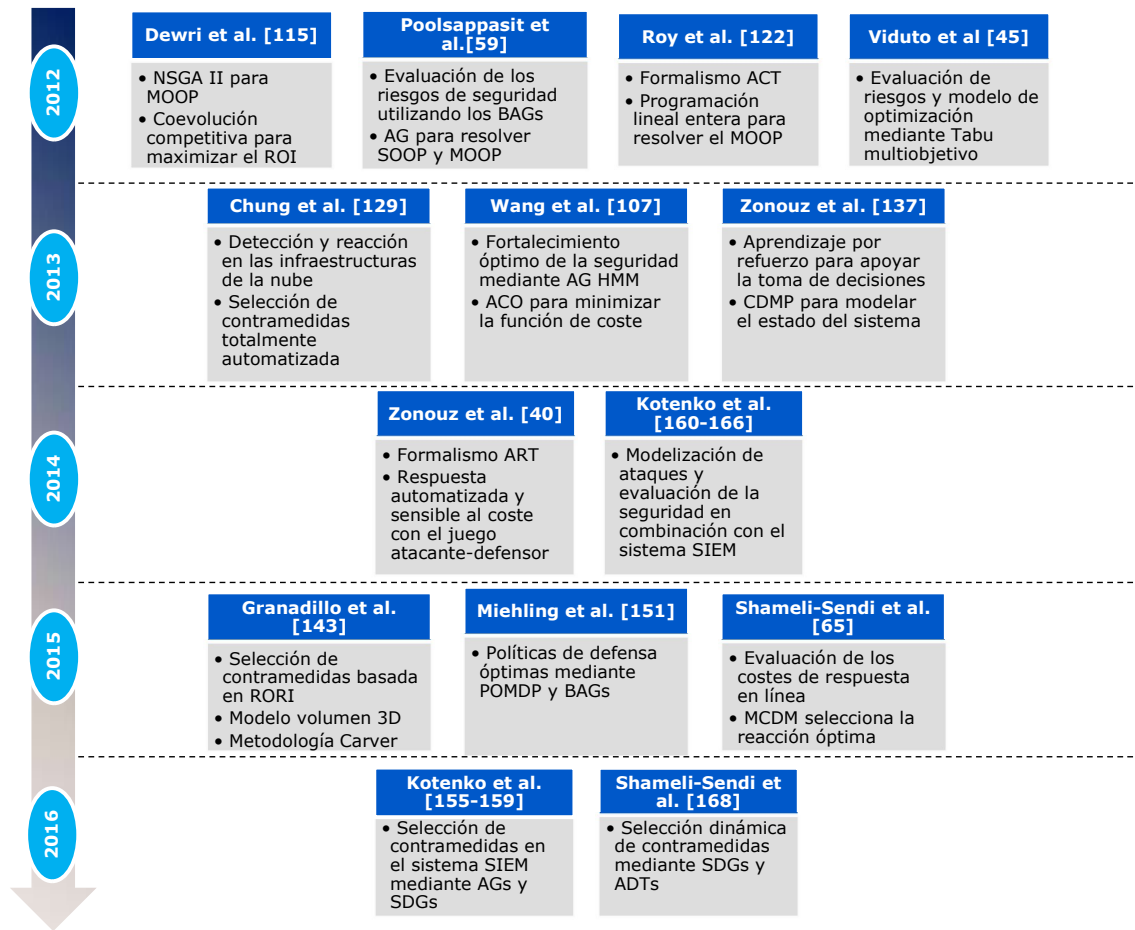 2012
Dewri et al. [115]
• NSGA II para
MOOP
• Coevolución
competitiva para
maximizar el ROI
Poolsappasit et
al.[59]
• Evaluación de los
riesgos de seguridad
utilizando los BAGs
• AG para resolver
SOOP y MOOP
Roy et al. [122]
• Formalismo ACT
• Programación
lineal entera para
resolver el MOOP
Viduto et al [45]
• Evaluación de
riesgos y modelo de
optimización
mediante Tabu
multiobjetivo
2013
Chung et al. [129]
• Detección y reacción
en las infraestructuras
de la nube
• Selección de
contramedidas
totalmente
automatizada
Wang et al. [107]
• Fortalecimiento
óptimo de la seguridad
mediante AG HMM
• ACO para minimizar
la función de coste
Zonouz et al. [137]
• Aprendizaje por
refuerzo para apoyar
la toma de decisiones
• CDMP para modelar
el estado del sistema
2014
Zonouz et al. [40]
• Formalismo ART
• Respuesta
automatizada y
sensible al coste
con el juego
atacante-defensor
Kotenko et al.
[160-166]
• Modelización de
ataques y
evaluación de la
seguridad en
combinación con el
sistema SIEM
2015
Granadillo et al.
[143]
• Selección de
contramedidas basada
en RORI
• Modelo volumen 3D
• Metodología Carver
Miehling et al. [151]
• Políticas de defensa
óptimas mediante
POMDP y BAGs
Shameli-Sendi et al.
[65]
• Evaluación de los
costes de respuesta
en línea
• MCDM selecciona la
reacción óptima
2016
Kotenko et al.
[155-159]
• Selección de
contramedidas en
el sistema SIEM
mediante AGs y
SDGs
Shameli-Sendi et
al. [168]
• Selección dinámica
de contramedidas
mediante SDGs y
ADTs